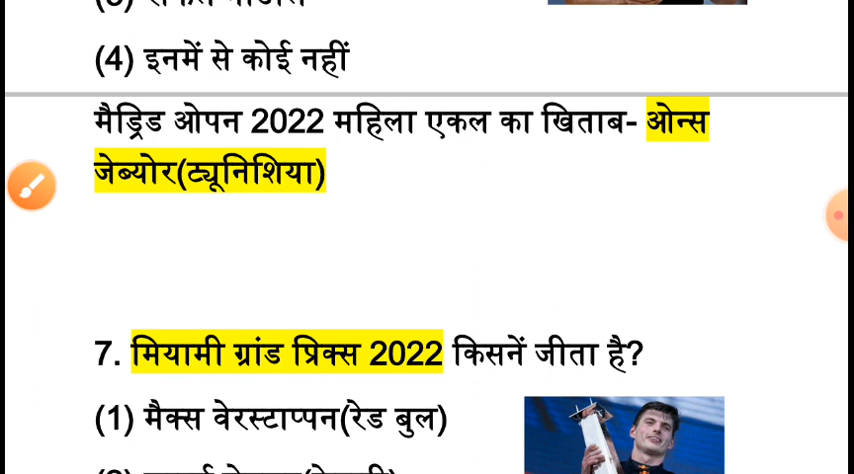 (4) इनमें से कोई नहीं
मैड्रिड ओपन 2022 महिला एकल का खिताब- ओन्स
जेब्योर(ट्यूनिशिया)
7. मियामी ग्रांड प्रिक्स 2022 किसनें जीता है?
(1) मैक्स वेरस्टाप्पन(रेड बुल)